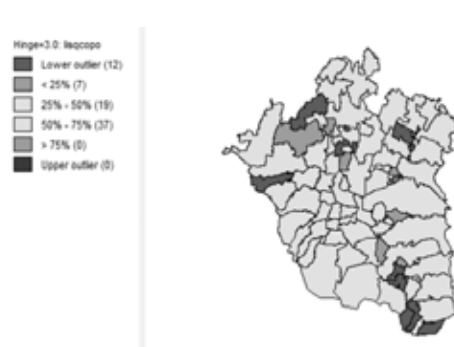 Hinge=3.0: lisqcopo
Lower outlier (12)
< 25% (7)
25% - 50% (19)
50% - 75% (37)
> 75% (0)
Upper outlier (0)